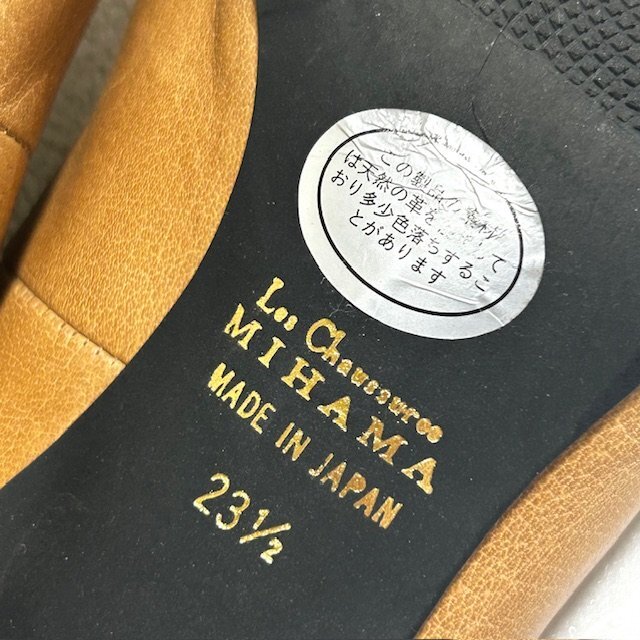 この製品の素材
は天然の革を して
おり多少色落ちするこ
とがあります
Les Chaussures
MIHAMA
MADE IN JAPAN
23½